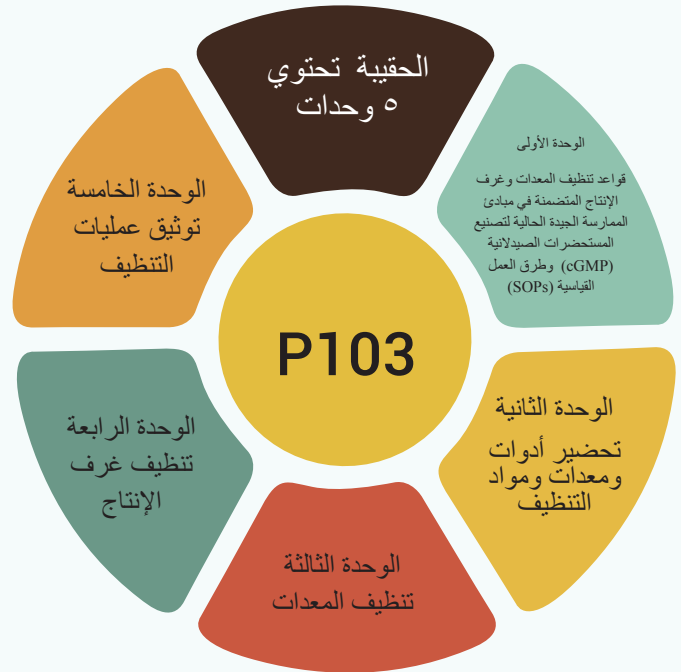 الحقيبة تحتوي
٥ وحدات
الوحدة الأولى
قواعد تنظيف المعدات وغرف
الإنتاج المتضمنة في مبادئ
الممارسة الجيدة الحالية لتصنيع
المستحضرات الصيدلانية
(cGMP) وطرق العمل
القياسية (SOPs)
الوحدة الثانية
تحضير أدوات
ومعدات ومواد
التنظيف
الوحدة الثالثة
تنظيف المعدات
الوحدة الرابعة
تنظيف غرف
الإنتاج
الوحدة الخامسة
توثيق عمليات
التنظيف
P103